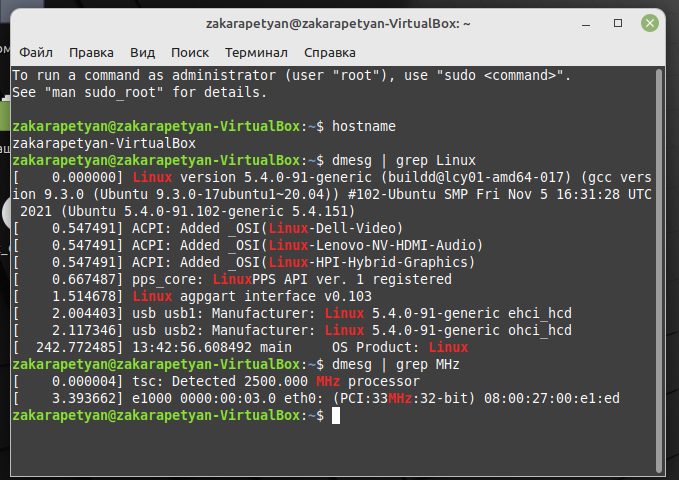 zakarapetyan@zakarapetyan-VirtualBox: ~
Файл Правка Вид Поиск Терминал Справка
To run a command as administrator (user "root"), use "sudo <command>".
See "man sudo_root" for details.
zakarapetyan@zakarapetyan-VirtualBox:~$ hostname
zakarapetyan-VirtualBox
zakarapetyan@zakarapetyan-VirtualBox:~$ dmesg | grep Linux
[    0.000000] Linux version 5.4.0-91-generic (buildd@lcy01-amd64-017) (gcc vers
ion 9.3.0 (Ubuntu 9.3.0-17ubuntu1~20.04)) #102-Ubuntu SMP Fri Nov 5 16:31:28 UTC
 2021 (Ubuntu 5.4.0-91.102-generic 5.4.151)
[    0.547491] ACPI: Added _OSI(Linux-Dell-Video)
[    0.547491] ACPI: Added _OSI(Linux-Lenovo-NV-HDMI-Audio)
[    0.547491] ACPI: Added _OSI(Linux-HPI-Hybrid-Graphics)
[    0.667487] pps_core: LinuxPPS API ver. 1 registered
[    1.514678] Linux agpgart interface v0.103
[    2.004403] usb usb1: Manufacturer: Linux 5.4.0-91-generic ehci_hcd
[    2.117346] usb usb2: Manufacturer: Linux 5.4.0-91-generic ohci_hcd
[  242.772485] 13:42:56.608492 main     OS Product: Linux
zakarapetyan@zakarapetyan-VirtualBox:~$ dmesg | grep MHz
[    0.000004] tsc: Detected 2500.000 MHz processor
[    3.393662] e1000 0000:00:03.0 eth0: (PCI:33MHz:32-bit) 08:00:27:00:e1:ed
zakarapetyan@zakarapetyan-VirtualBox:~$